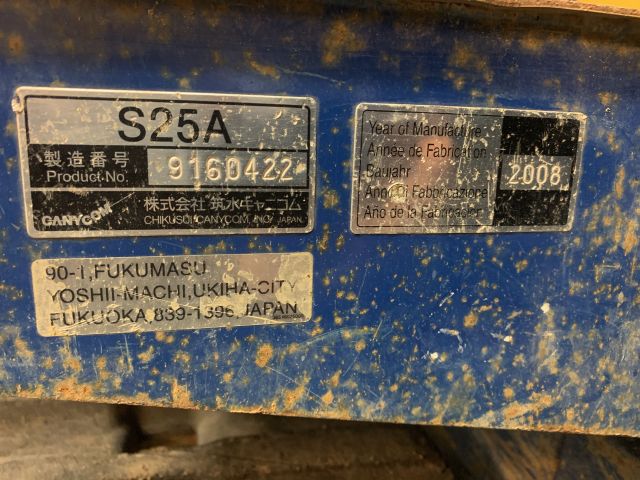 S25A
製造番号
Product.No.
9160422
CANYCOM
株式会社 筑水キャニコム
CHIKUSUI CANYCOM, INC. JAPAN
90-1,FUKUMASU
YOSHII-MACHI,UKIHA-CITY
FUKUOKA,839-1396, JAPAN
Year of Manufacture
Année de Fabrication
Baujahr
Anno Di Fabbricazione
Año de la Fabricacion
2008